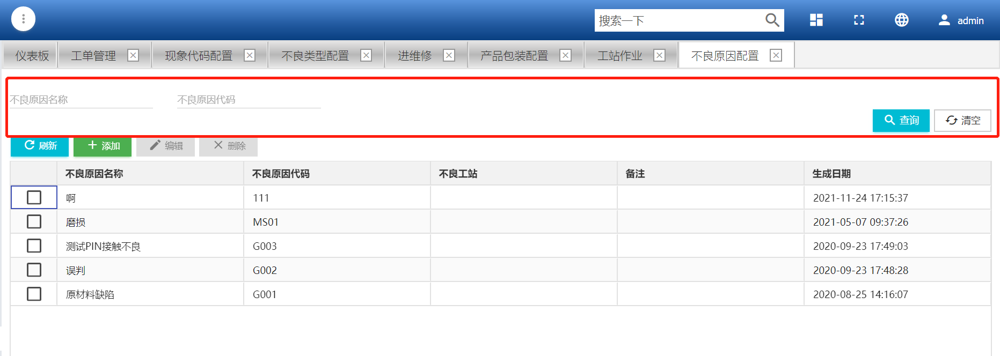 搜索一下 admin
仪表板 工单管理 现象代码配置 不良类型配置 进维修 产品包装配置 工站作业 不良原因配置
不良原因名称 不良原因代码
查询 清空
刷新 添加 编辑 删除
不良原因名称 不良原因代码 不良工站 备注 生成日期
啊 111 2021-11-24 17:15:37
磨损 MS01 2021-05-07 09:37:26
测试PIN接触不良 G003 2020-09-23 17:49:03
误判 G002 2020-09-23 17:48:28
原材料缺陷 G001 2020-08-25 14:16:07